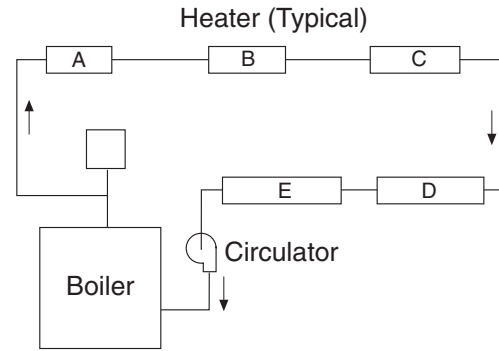 Heater (Typical)
A B C
E D
Circulator
Boiler